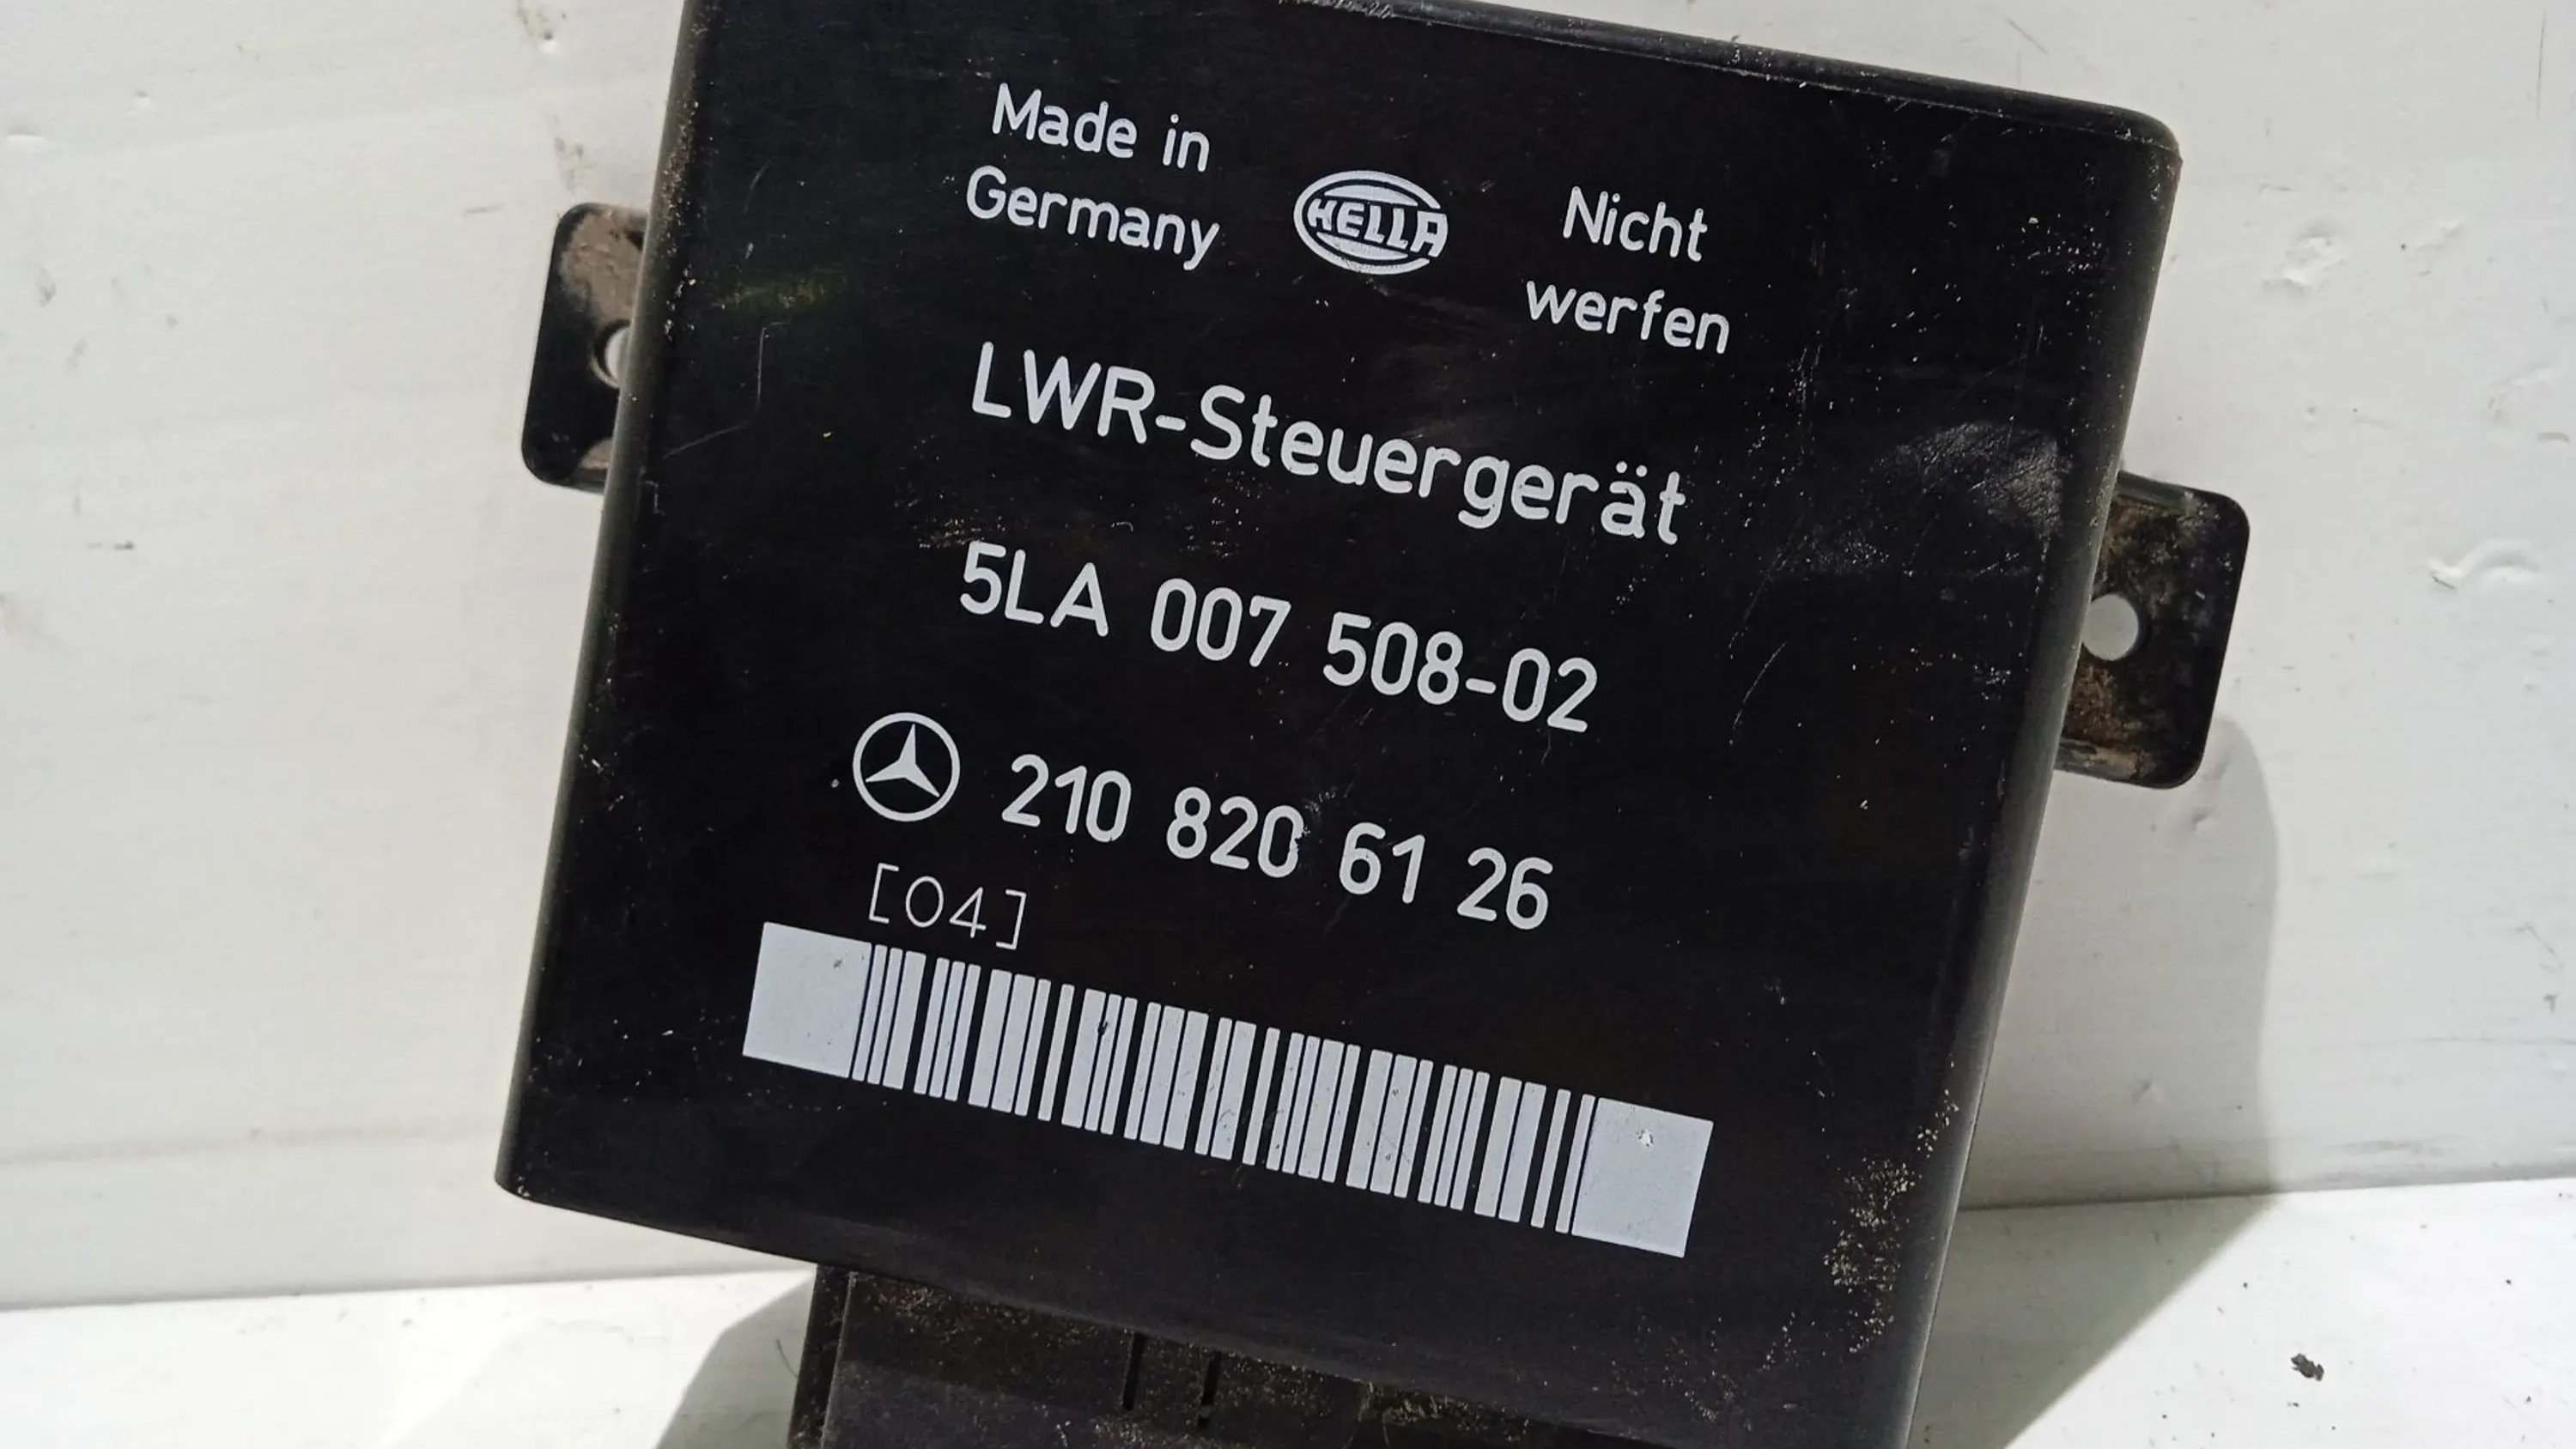 Made in
Germany
HELLA
Nicht
werfen
LWR-Steuergerät
5LA 007 508-02
210 820 61 26
[04]